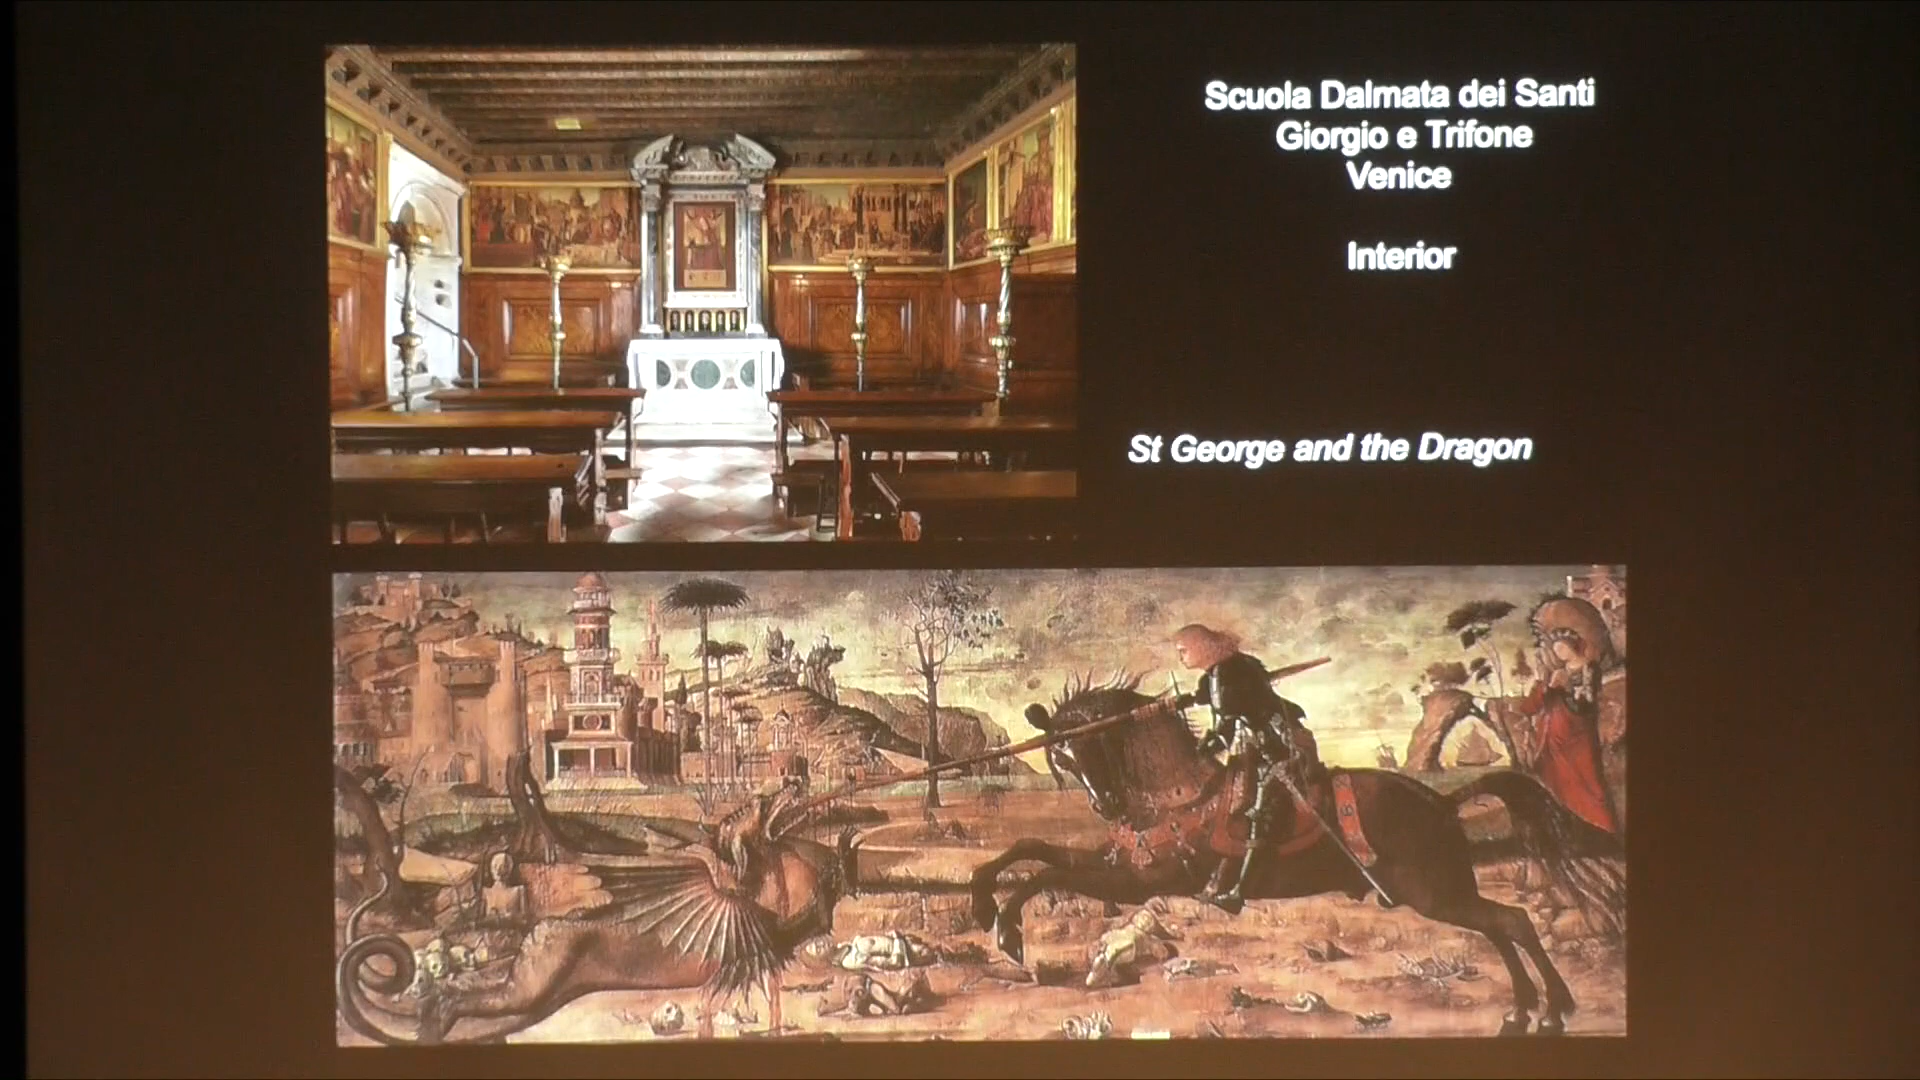 Scuola Dalmata dei Santi
Giorgio e Trifone
Venice
Interior
St George and the Dragon